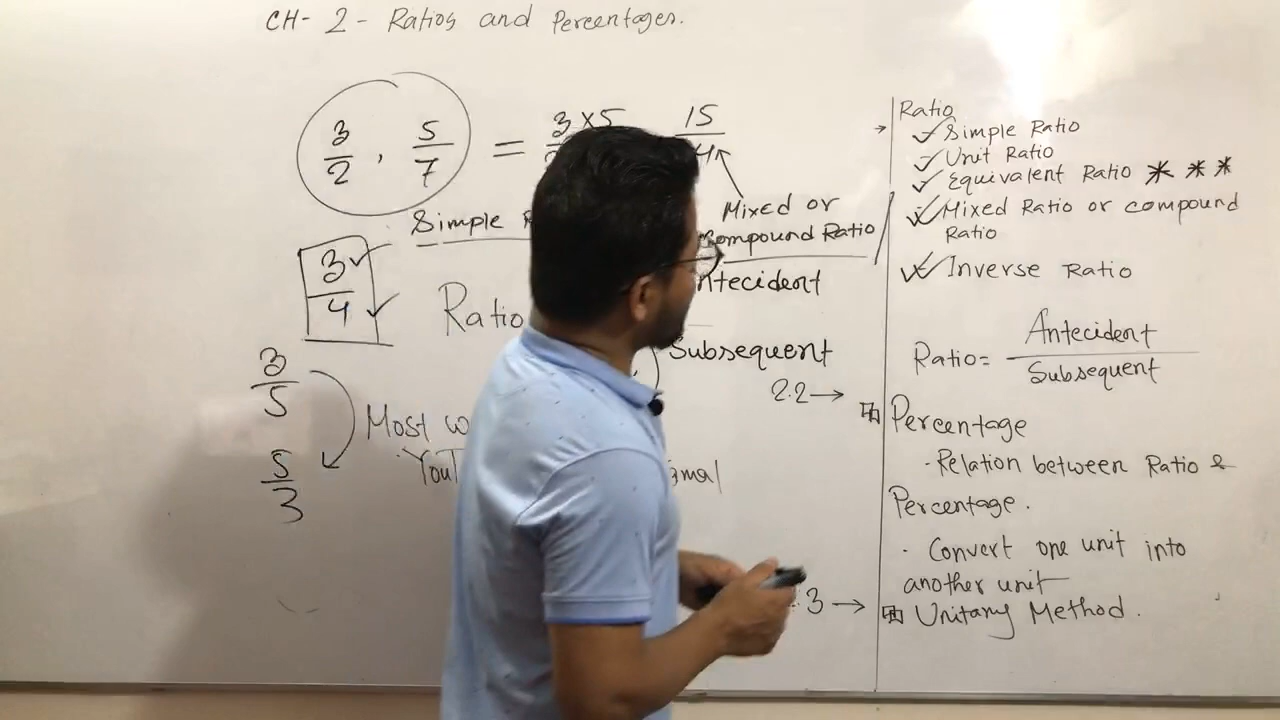 CH- 2 - Ratios and Percentages.
3/2 , 5/7 = 3×5 15/4
Simple
Mixed or
Compound Ratio
3/4
Ratio
Antecident
Subsequent
3/5
5/3
Most
2.2→
3→
Ratio
Simple Ratio
Unit Ratio
Equivalent Ratio ***
Mixed Ratio or compound
Ratio
Inverse Ratio
Ratio= Antecident
Subsequent
Percentage
·Relation between Ratio &
Percentage.
· Convert one unit into
another unit
Unitary Method.